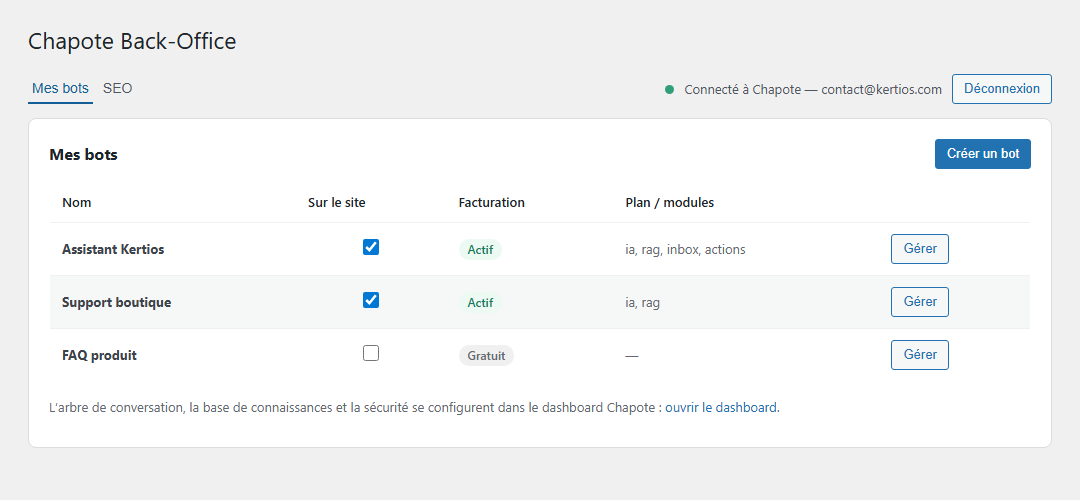 Chapote Back-Office
Mes bots SEO Connecté à Chapote — contact@kertios.com Déconnexion
Mes bots Créer un bot
Nom Sur le site Facturation Plan / modules
Assistant Kertios Actif ia, rag, inbox, actions Gérer
Support boutique Actif ia, rag Gérer
FAQ produit Gratuit — Gérer
L'arbre de conversation, la base de connaissances et la sécurité se configurent dans le dashboard Chapote : ouvrir le dashboard.